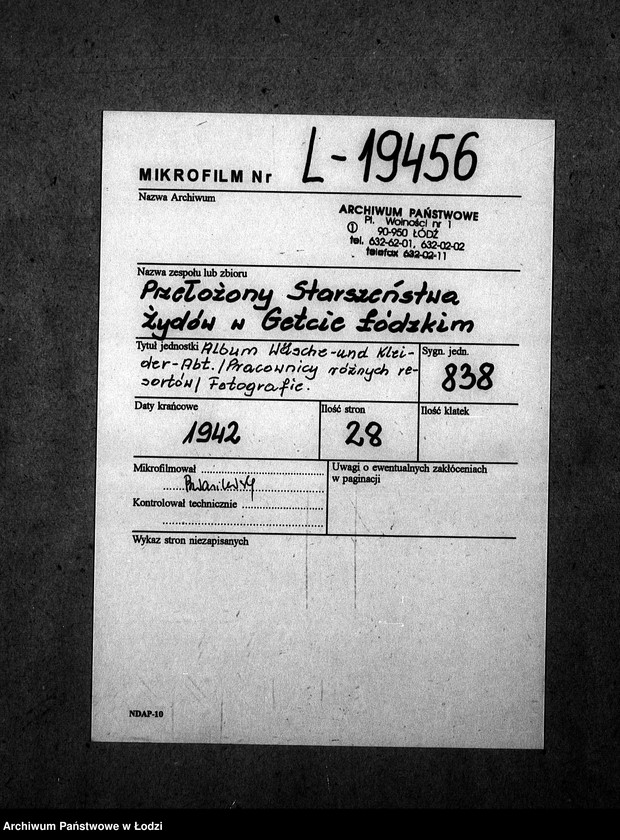 MIKROFILM Nr L-19456
Nazwa Archiwum
ARCHIWUM PAŃSTWOWE
Pl. Wolności nr 1
①
90-950 ŁÓDŹ
tel. 632-62-01, 632-02-02
telefax 632-02-11
Nazwa zespołu lub zbioru
Przełożony Starszeństwa
Żydów w Getcie Łódzkim
Tytuł jednostki Album Wäsche-und Klei-
der-Abt. /Pracownicy różnych re-
sortów/ Fotografie.
Sygn. jedn.
838
Daty krańcowe
1942
Ilość stron
28
Ilość klatek
Mikrofilmował
Kontrolował technicznie
Uwagi o ewentualnych zakłóceniach
w paginacji
Wykaz stron niezapisanych
NDAP-10
Archiwum Państwowe w Łodzi